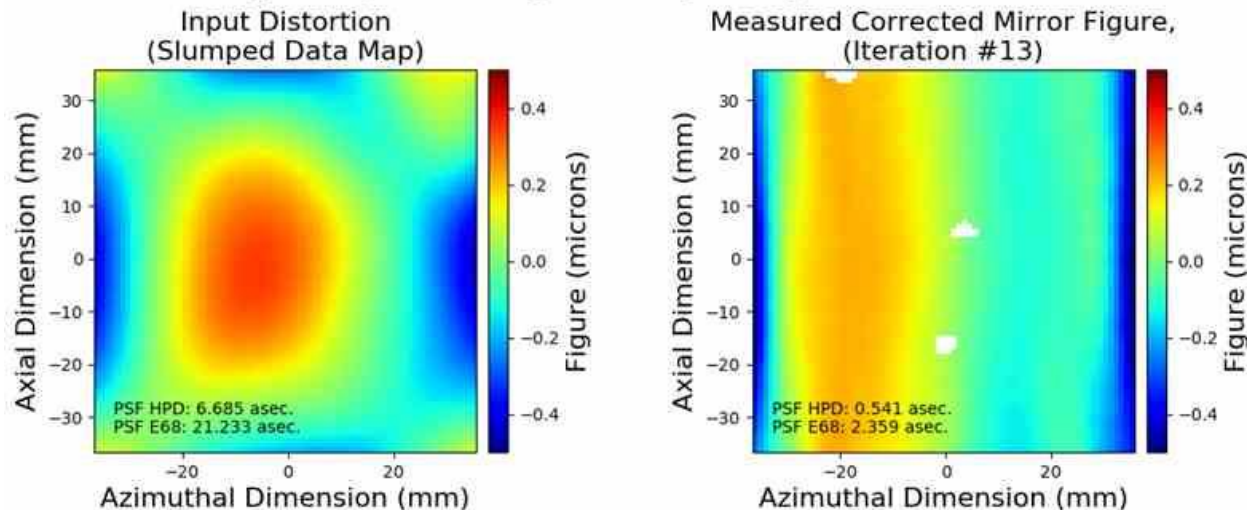 Input Distortion
(Slumped Data Map)
Measured Corrected Mirror Figure,
(Iteration #13)
Axial Dimension (mm)
30
20
10
0
−10
−20
−30
−20
0
20
Azimuthal Dimension (mm)
PSF HPD: 6.685 asec.
PSF E68: 21.233 asec.
0.4
0.2
0.0
−0.2
−0.4
Figure (microns)
Axial Dimension (mm)
30
20
10
0
−10
−20
−30
−20
0
20
Azimuthal Dimension (mm)
PSF HPD: 0.541 asec.
PSF E68: 2.359 asec.
0.4
0.2
0.0
−0.2
−0.4
Figure (microns)